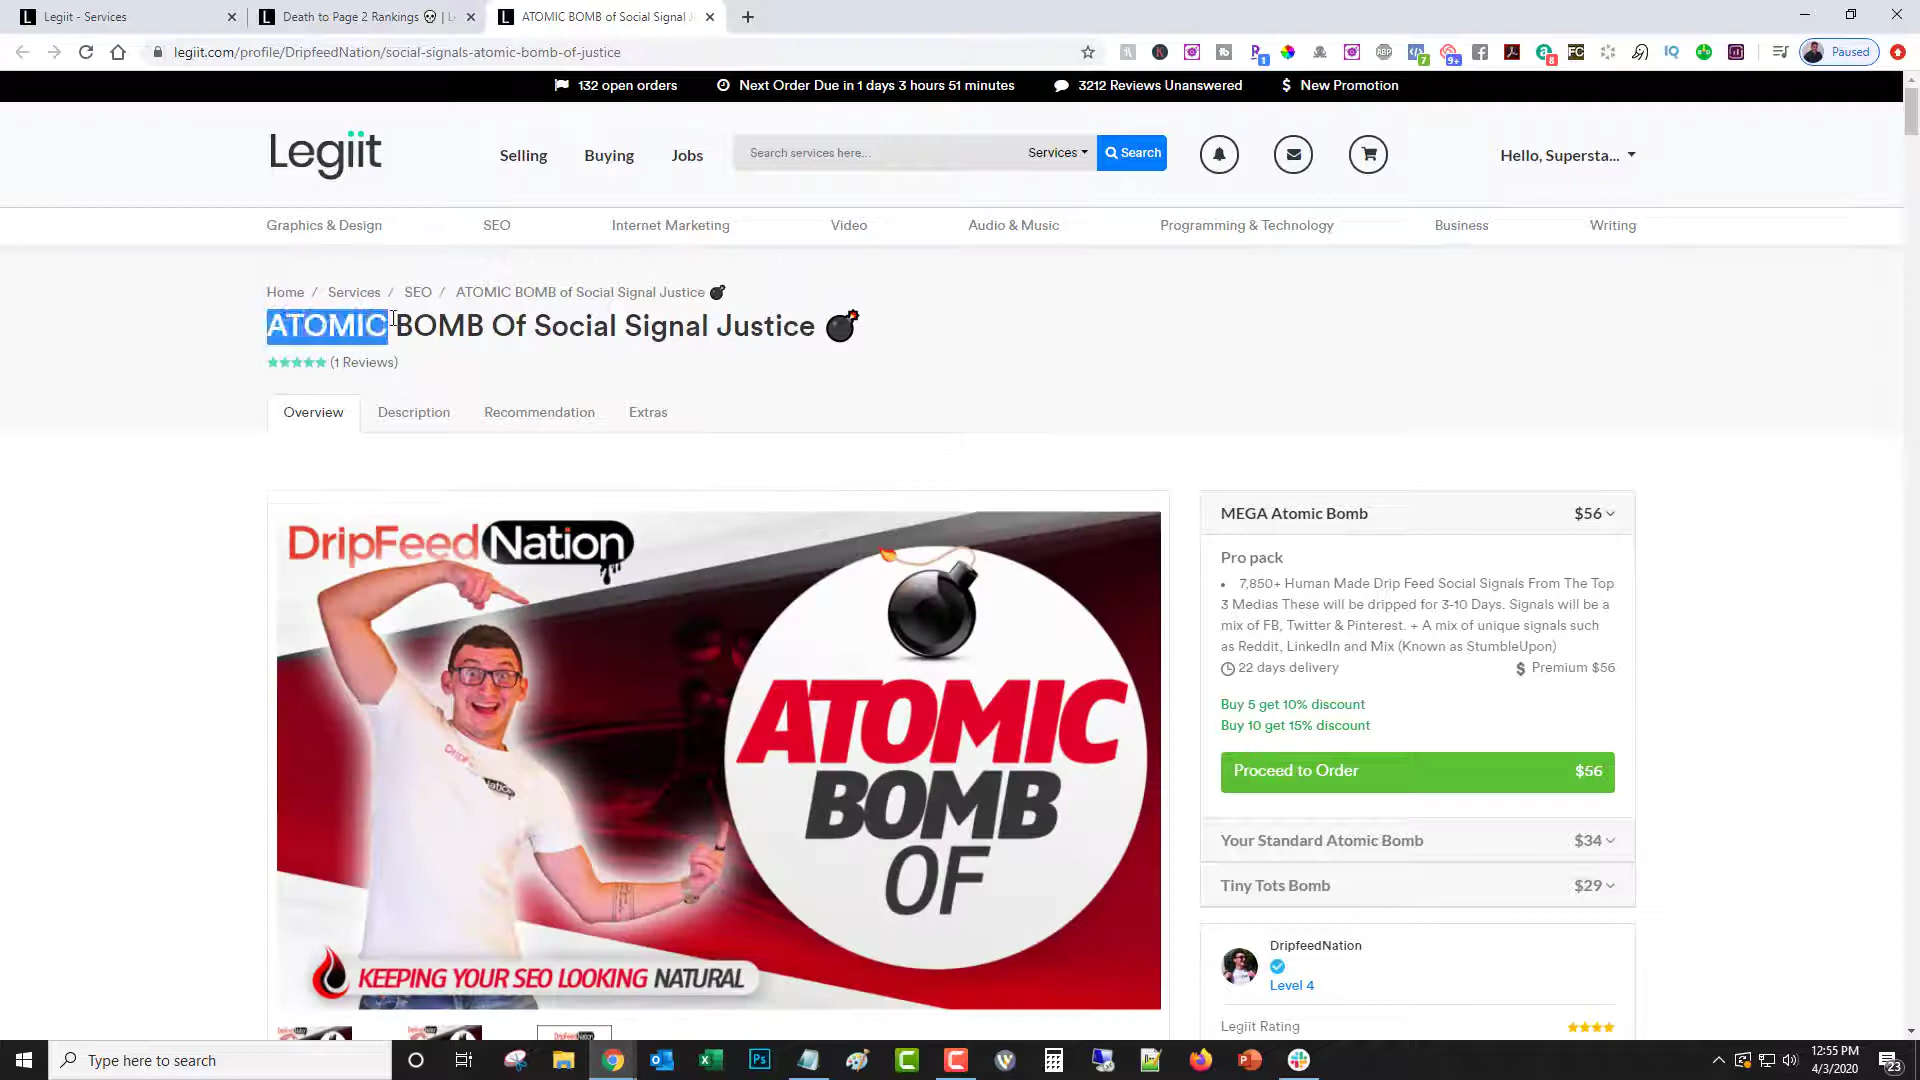 Legiit - Services
Death to Page 2 Rankings 💀 | L
ATOMIC BOMB of Social Signal J
legiit.com/profile/DripfeedNation/social-signals-atomic-bomb-of-justice
Paused
132 open orders
Next Order Due in 1 days 3 hours 51 minutes
3212 Reviews Unanswered
$ New Promotion
Legiit
Selling
Buying
Jobs
Search services here...
Services
Search
Hello, Supersta...
Graphics & Design
SEO
Internet Marketing
Video
Audio & Music
Programming & Technology
Business
Writing
Home / Services / SEO / ATOMIC BOMB of Social Signal Justice 💣
ATOMIC BOMB Of Social Signal Justice 💣
(1 Reviews)
Overview
Description
Recommendation
Extras
DripFeed Nation
ATOMIC
BOMB
OF
KEEPING YOUR SEO LOOKING NATURAL
MEGA Atomic Bomb $56
Pro pack
• 7,850+ Human Made Drip Feed Social Signals From The Top
3 Medias These will be dripped for 3-10 Days. Signals will be a
mix of FB, Twitter & Pinterest. + A mix of unique signals such
as Reddit, LinkedIn and Mix (Known as StumbleUpon)
22 days delivery
$ Premium $56
Buy 5 get 10% discount
Buy 10 get 15% discount
Proceed to Order $56
Your Standard Atomic Bomb $34
Tiny Tots Bomb $29
DripfeedNation
Level 4
Legiit Rating
Type here to search
12:55 PM
4/3/2020
23